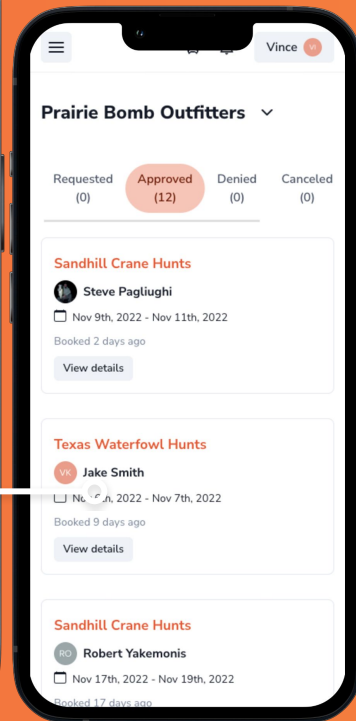 Vince VI
Prairie Bomb Outfitters
Requested Approved Denied Canceled
(0) (12) (0) (0)
Sandhill Crane Hunts
Steve Pagliughi
Nov 9th, 2022 - Nov 11th, 2022
Booked 2 days ago
View details
Texas Waterfowl Hunts
VK Jake Smith
2022 - Nov 7th, 2022
Booked 9 days ago
View details
Sandhill Crane Hunts
RO Robert Yakemonis
Nov 17th, 2022 - Nov 19th, 2022
Booked 17 days ago